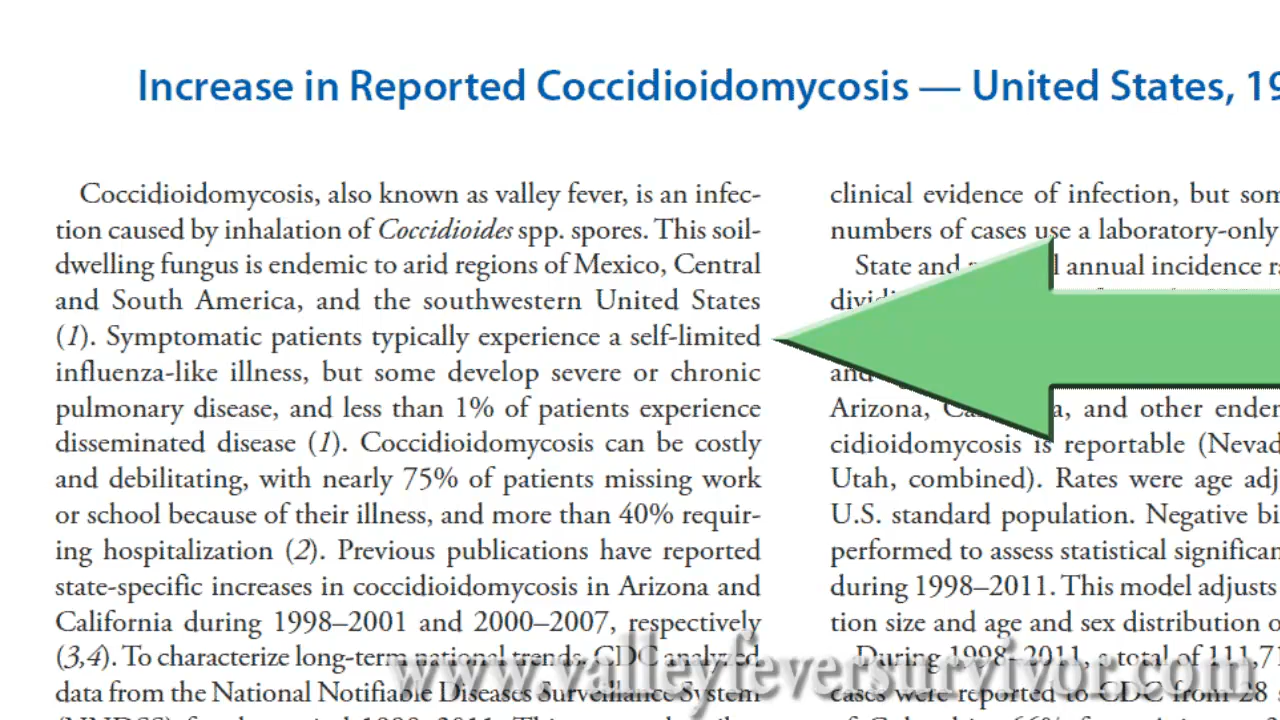 Increase in Reported Coccidioidomycosis — United States, 19
Coccidioidomycosis, also known as valley fever, is an infec-
tion caused by inhalation of Coccidioides spp. spores. This soil-
dwelling fungus is endemic to arid regions of Mexico, Central
and South America, and the southwestern United States
(1). Symptomatic patients typically experience a self-limited
influenza-like illness, but some develop severe or chronic
pulmonary disease, and less than 1% of patients experience
disseminated disease (1). Coccidioidomycosis can be costly
and debilitating, with nearly 75% of patients missing work
or school because of their illness, and more than 40% requir-
ing hospitalization (2). Previous publications have reported
state-specific increases in coccidioidomycosis in Arizona and
California during 1998–2001 and 2000–2007, respectively
(3,4). To characterize long-term national trends, CDC analyzed
data from the National Notifiable Diseases Surveillance System
clinical evidence of infection, but som
numbers of cases use a laboratory-only
State and annual incidence ra
and
Arizona, and other ender
cidioidomycosis is reportable (Nevad
Utah, combined). Rates were age adj
U.S. standard population. Negative bi
performed to assess statistical significan
during 1998–2011. This model adjusts
tion size and age and sex distribution o
During 1998–2011, a total of 111,71
cases were reported to CDC from 28 s
www.valleyfeversurvivor.com